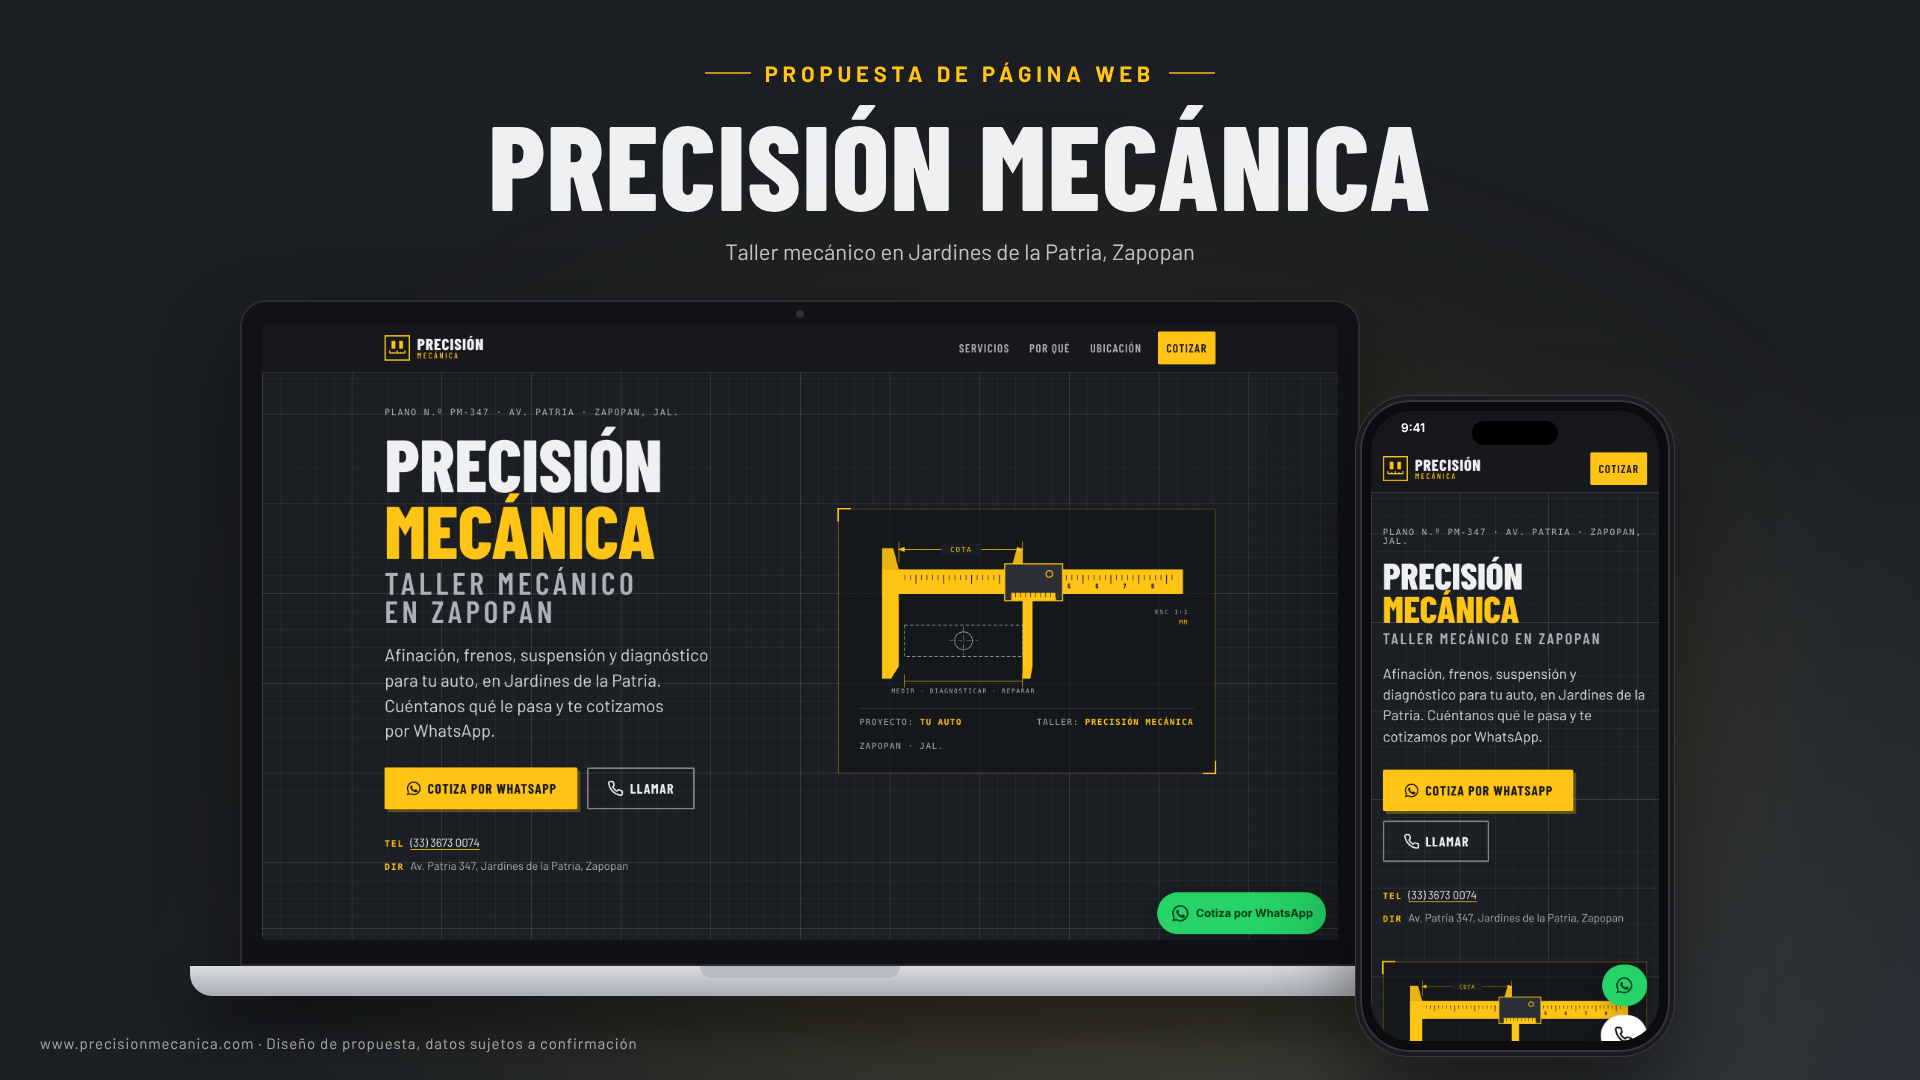 PROPUESTA DE PÁGINA WEB
PRECISIÓN MECÁNICA
Taller mecánico en Jardines de la Patria, Zapopan
PRECISIÓN
MECÁNICA
SERVICIOS POR QUÉ UBICACIÓN COTIZAR
PLANO N.º PM-347 · AV. PATRIA · ZAPOPAN, JAL.
PRECISIÓN
MECÁNICA
TALLER MECÁNICO
EN ZAPOPAN
Afinación, frenos, suspensión y diagnóstico
para tu auto, en Jardines de la Patria.
Cuéntanos qué le pasa y te cotizamos
por WhatsApp.
COTIZA POR WHATSAPP LLAMAR
TEL (33) 3673 0074
DIR Av. Patria 347, Jardines de la Patria, Zapopan
COTA
5 6 7 8
ESC 1:1
MM
MEDIR · DIAGNOSTICAR · REPARAR
PROYECTO: TU AUTO TALLER: PRECISIÓN MECÁNICA
ZAPOPAN · JAL.
Cotiza por WhatsApp
9:41
PRECISIÓN
MECÁNICA
COTIZAR
PLANO N.º PM-347 · AV. PATRIA · ZAPOPAN,
JAL.
PRECISIÓN
MECÁNICA
TALLER MECÁNICO EN ZAPOPAN
Afinación, frenos, suspensión y
diagnóstico para tu auto, en Jardines de la
Patria. Cuéntanos qué le pasa y te
cotizamos por WhatsApp.
COTIZA POR WHATSAPP
LLAMAR
TEL (33) 3673 0074
DIR Av. Patria 347, Jardines de la Patria, Zapopan
COTA
5 6 7 8
www.precisionmecanica.com · Diseño de propuesta, datos sujetos a confirmación